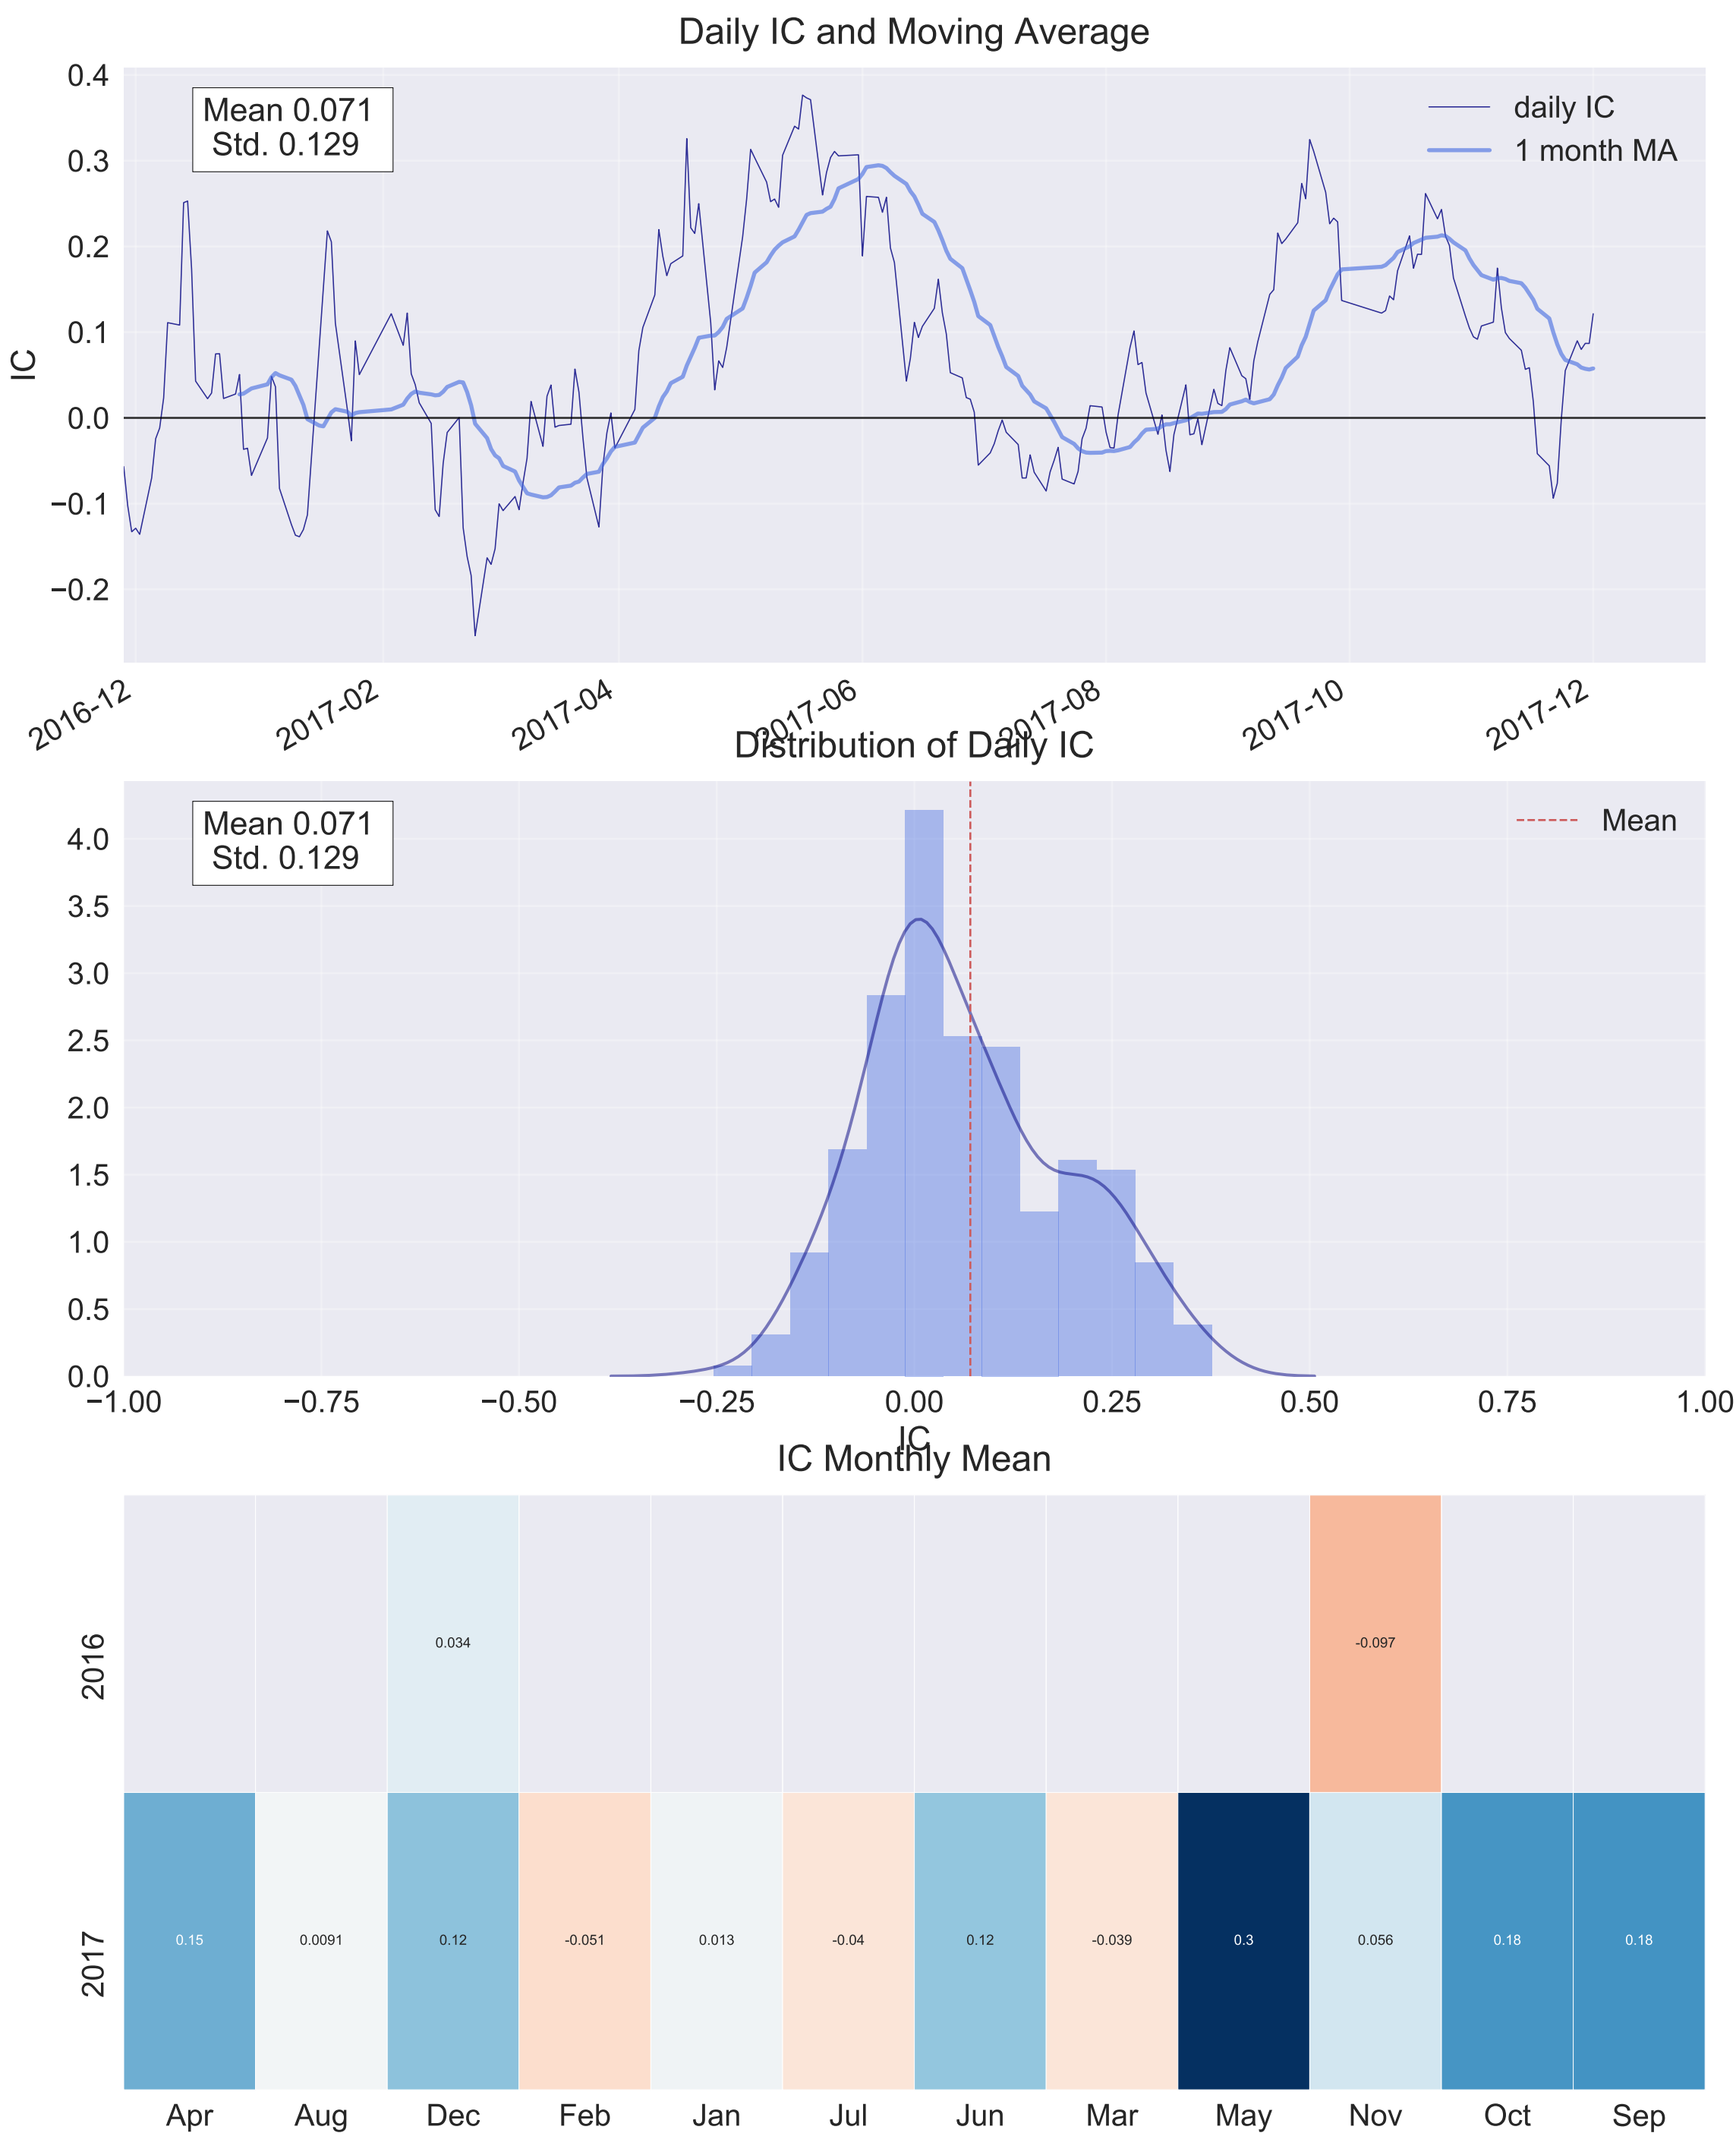 Daily IC and Moving Average
0.4
0.3
0.2
0.1
0.0
−0.1
−0.2
IC
Mean 0.071
Std. 0.129
daily IC
1 month MA
2016-12
2017-02
2017-04
2017-06
2017-08
2017-10
2017-12
Distribution of Daily IC
4.0
3.5
3.0
2.5
2.0
1.5
1.0
0.5
0.0
Mean 0.071
Std. 0.129
Mean
−1.00 −0.75 −0.50 −0.25 0.00 0.25 0.50 0.75 1.00
IC
IC Monthly Mean
2016
0.034 -0.097
2017
0.15 0.0091 0.12 -0.051 0.013 -0.04 0.12 -0.039 0.3 0.056 0.18 0.18
Apr Aug Dec Feb Jan Jul Jun Mar May Nov Oct Sep